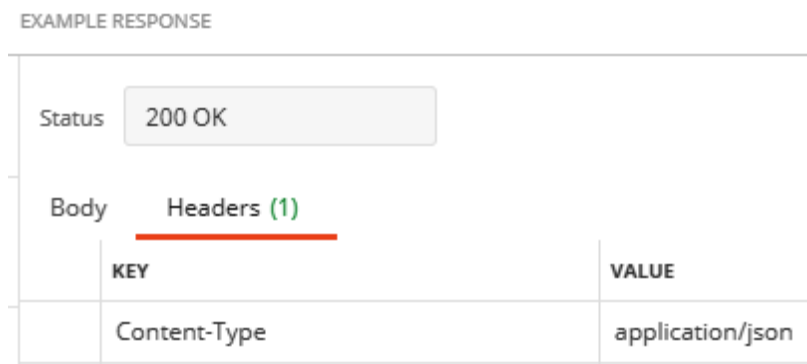 EXAMPLE RESPONSE
Status 200 OK
Body Headers (1)
KEY VALUE
Content-Type application/json